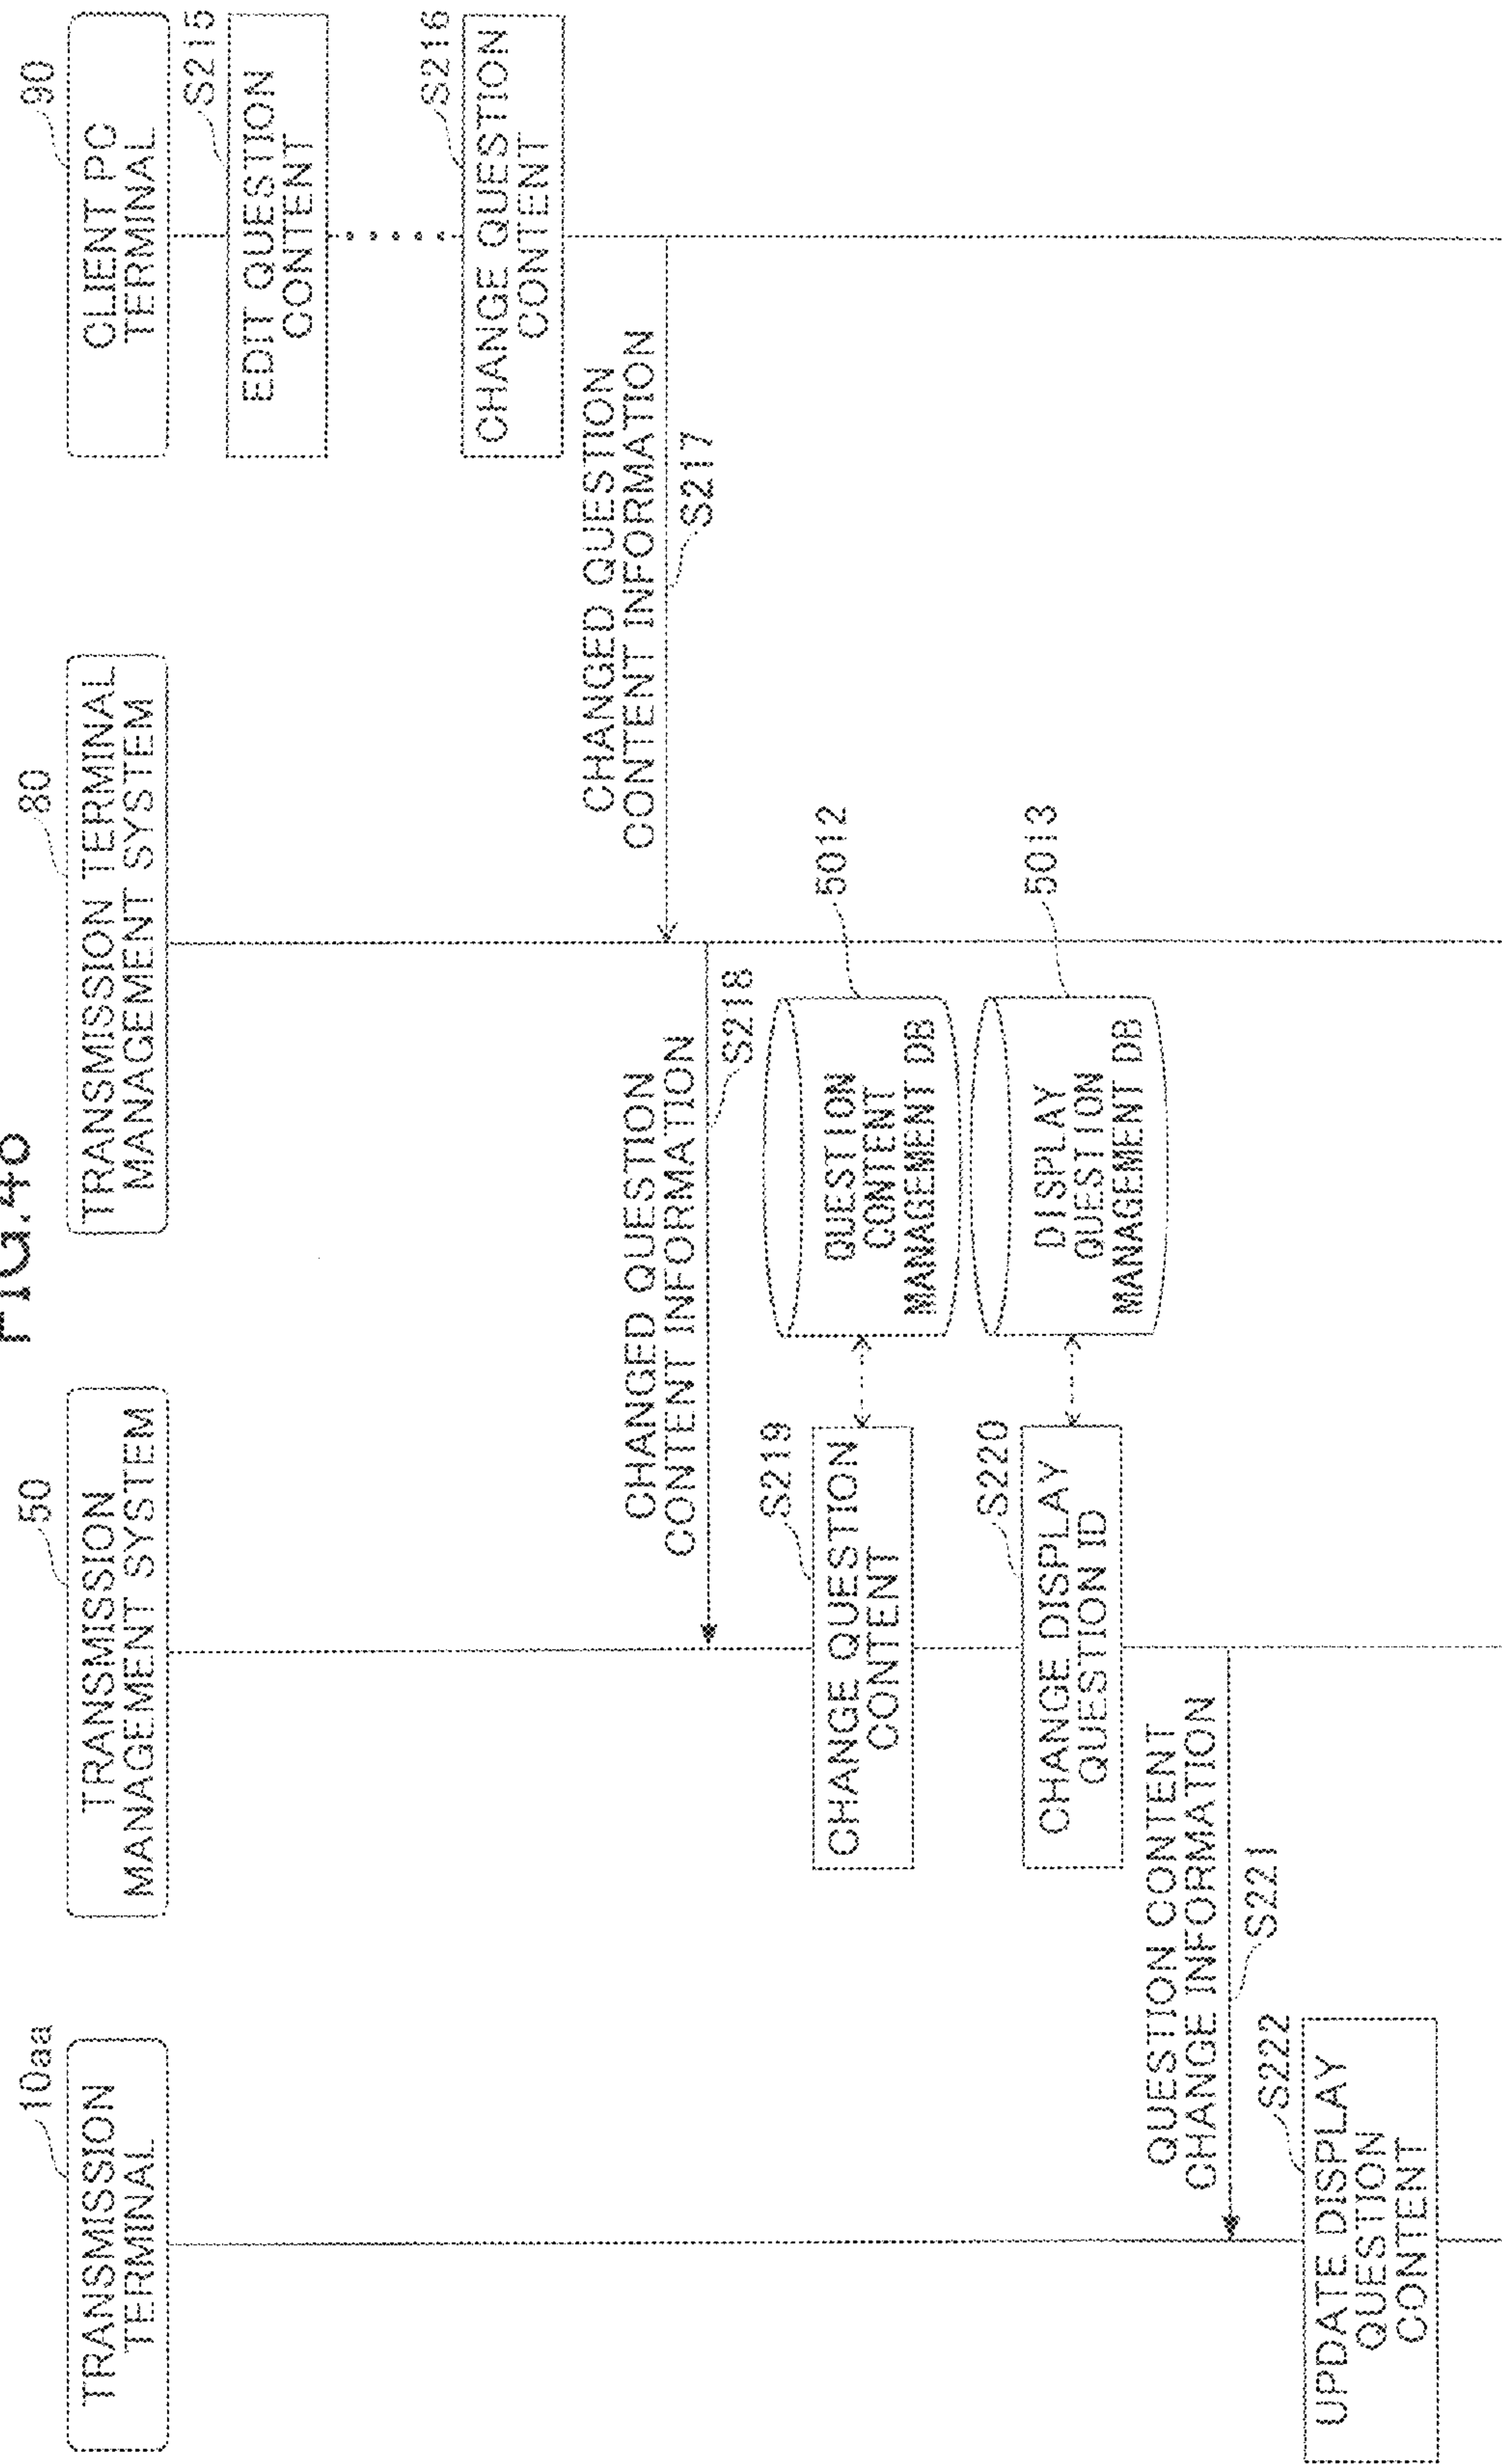 10aa
TRANSMISSION
TERMINAL
50
TRANSMISSION
MANAGEMENT SYSTEM
80
TRANSMISSION TERMINAL
MANAGEMENT SYSTEM
90
CLIENT PC
TERMINAL
S215
EDIT QUESTION
CONTENT
S216
CHANGE QUESTION
CONTENT
CHANGED QUESTION
CONTENT INFORMATION
S217
CHANGED QUESTION
CONTENT INFORMATION
S218
S219
CHANGE QUESTION
CONTENT
5012
QUESTION
CONTENT
MANAGEMENT DB
S220
CHANGE DISPLAY
QUESTION ID
5013
DISPLAY
QUESTION
MANAGEMENT DB
QUESTION CONTENT
CHANGE INFORMATION
S221
S222
UPDATE DISPLAY
QUESTION
CONTENT